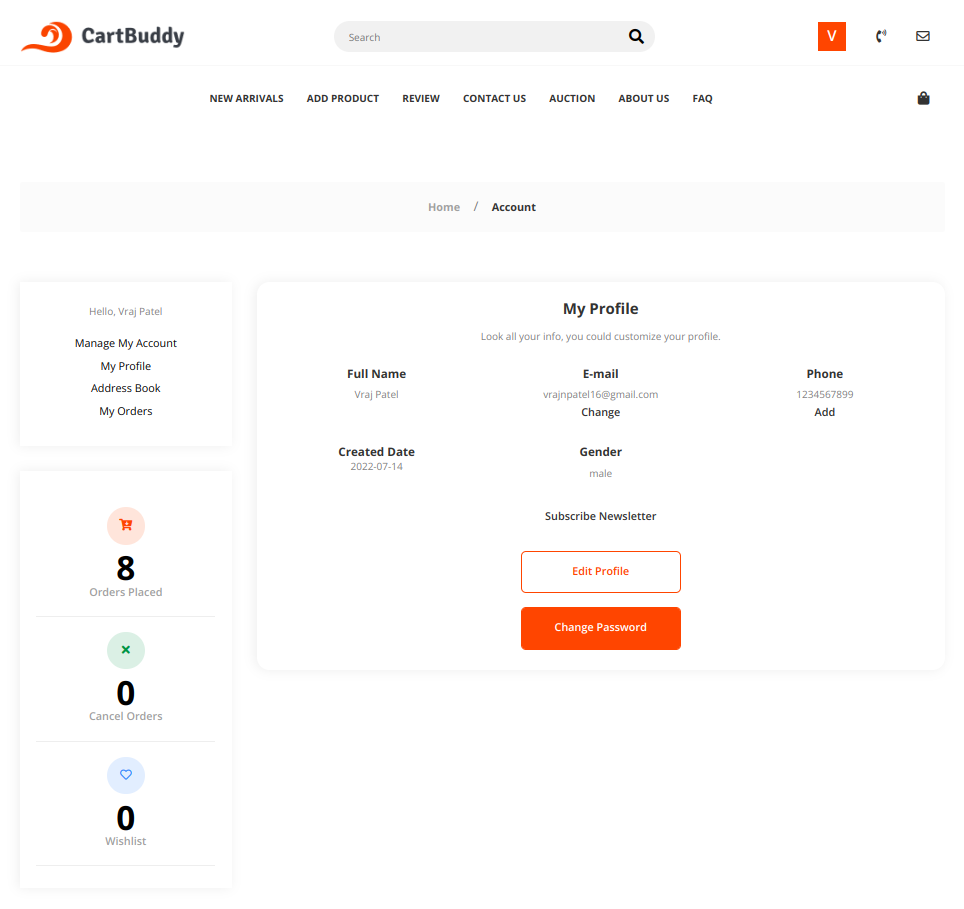 CartBuddy
Search
V
NEW ARRIVALS ADD PRODUCT REVIEW CONTACT US AUCTION ABOUT US FAQ
Home / Account
Hello, Vraj Patel
Manage My Account
My Profile
Address Book
My Orders
8
Orders Placed
0
Cancel Orders
0
Wishlist
My Profile
Look all your info, you could customize your profile.
Full Name E-mail Phone
Vraj Patel vrajnpatel16@gmail.com 1234567899
Change Add
Created Date Gender
2022-07-14 male
Subscribe Newsletter
Edit Profile
Change Password